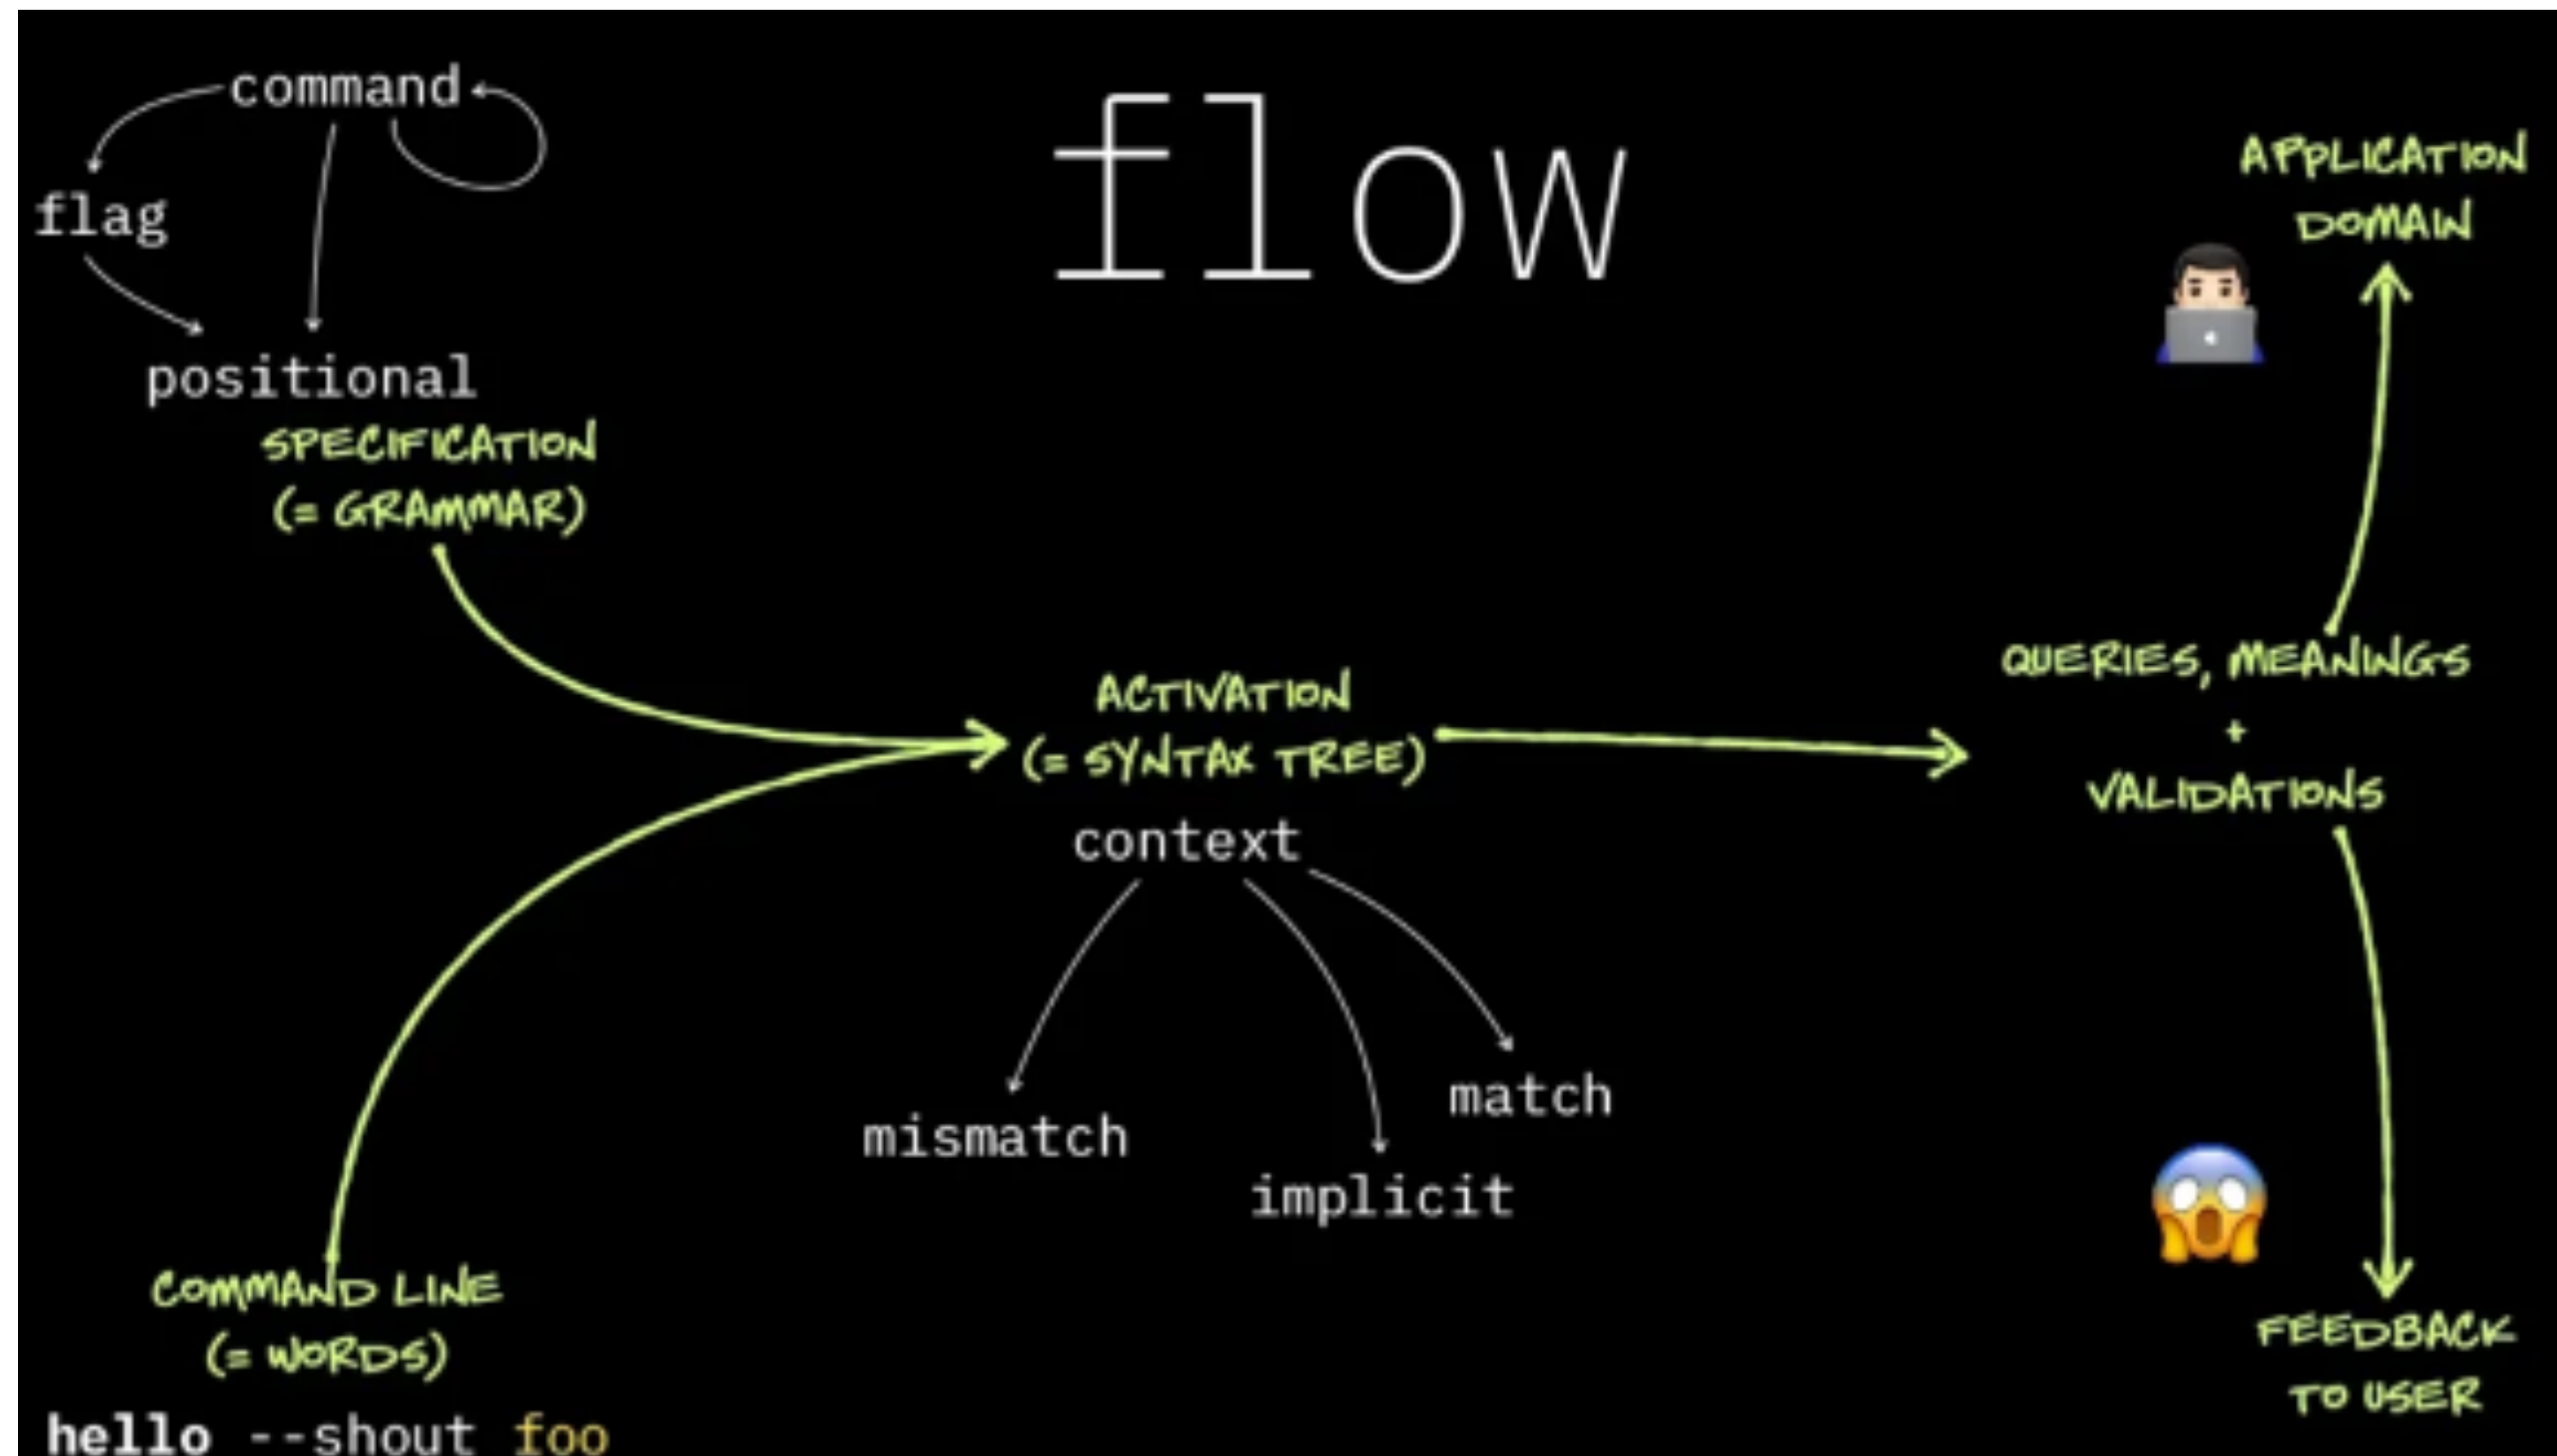 command
flag
positional
SPECIFICATION
(= GRAMMAR)
flow
APPLICATION
DOMAIN
ACTIVATION
(= SYNTAX TREE)
context
mismatch
match
implicit
QUERIES, MEANINGS
+
VALIDATIONS
COMMAND LINE
(= WORDS)
hello --shout foo
FEEDBACK
TO USER